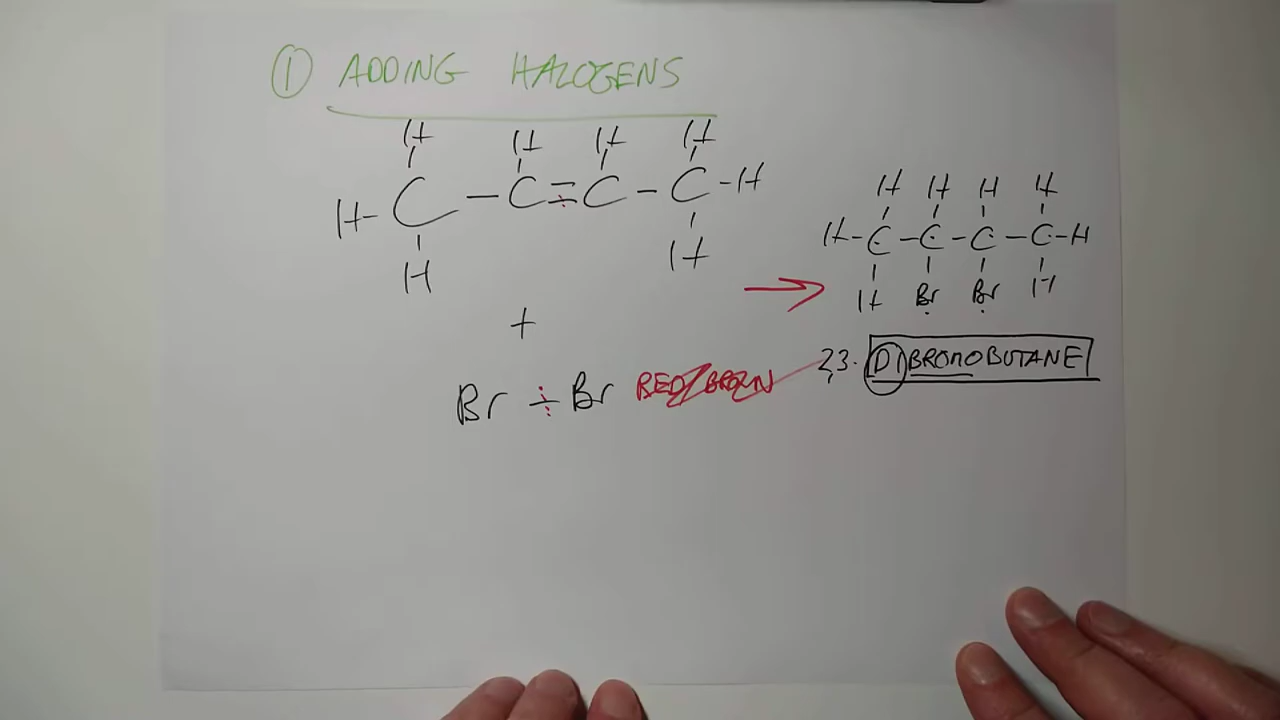 ① ADDING HALOGENS
H H H H
H - C - C = C - C - H
H H
+
Br - Br RED/BROWN
→
H H H H
H - C - C - C - C - H
H Br Br H
2,3. DIBROMOBUTANE